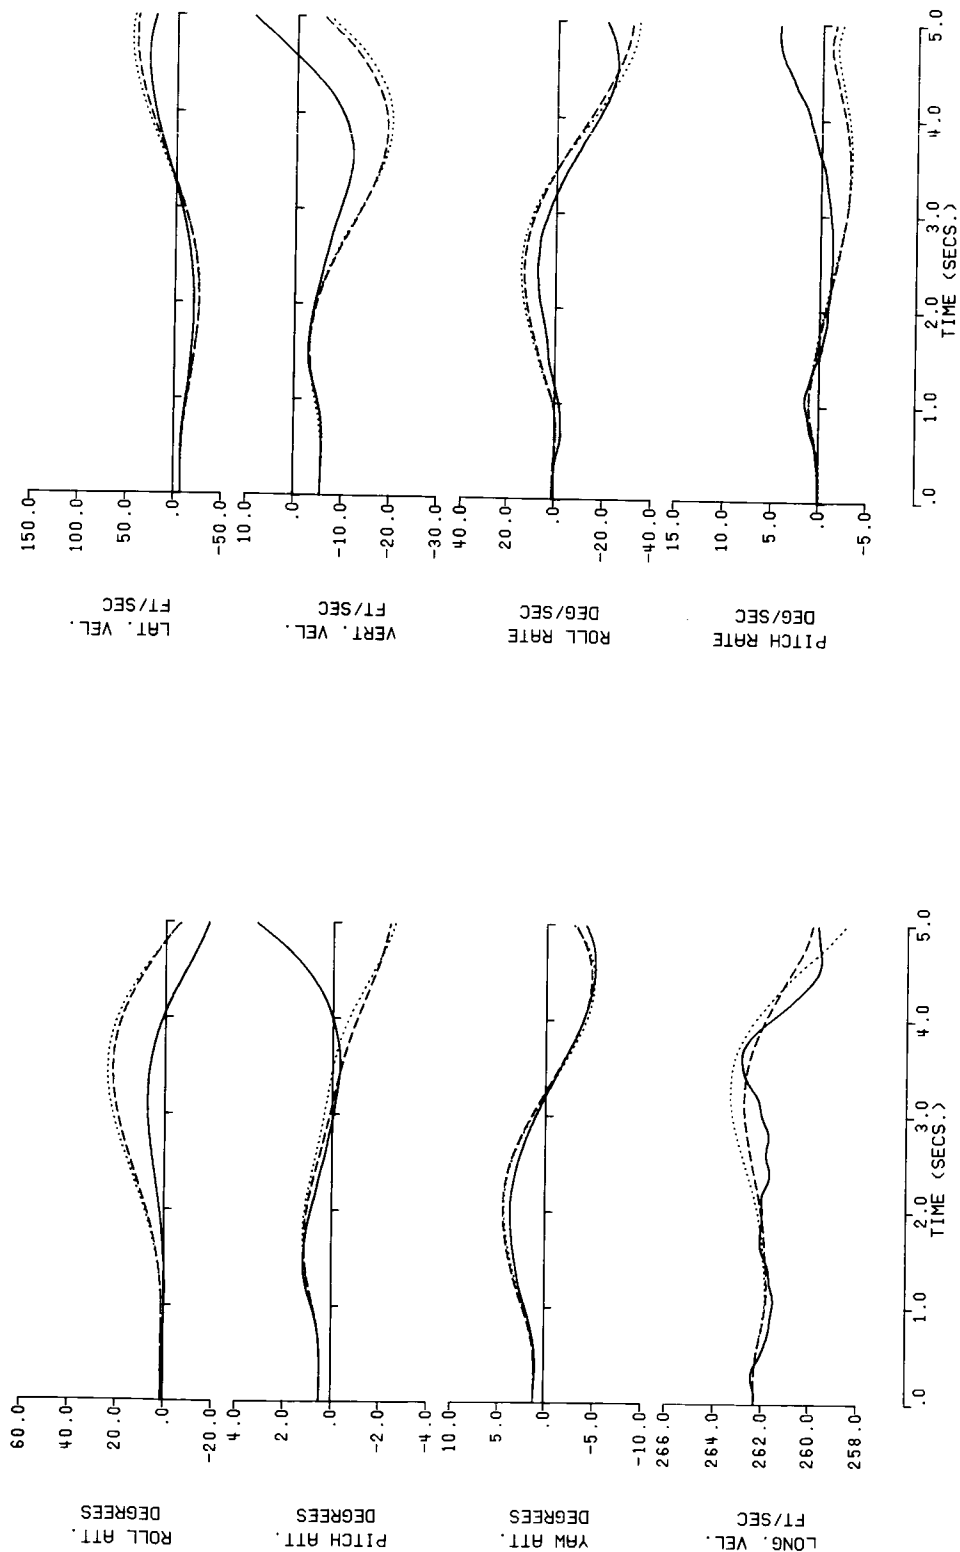 ROLL ATT.
DEGREES
60.0
40.0
20.0
.0
-20.0
PITCH ATT.
DEGREES
4.0
2.0
.0
-2.0
-4.0
YAW ATT.
DEGREES
10.0
5.0
.0
-5.0
-10.0
LONG. VEL.
FT/SEC
266.0
264.0
262.0
260.0
258.0
.0 1.0 2.0 3.0 4.0 5.0
TIME (SECS.)
LAT. VEL.
FT/SEC
150.0
100.0
50.0
.0
-50.0
VERT. VEL.
FT/SEC
10.0
.0
-10.0
-20.0
-30.0
ROLL RATE
DEG/SEC
40.0
20.0
.0
-20.0
-40.0
PITCH RATE
DEG/SEC
15.0
10.0
5.0
.0
-5.0
.0 1.0 2.0 3.0 4.0 5.0
TIME (SECS.)